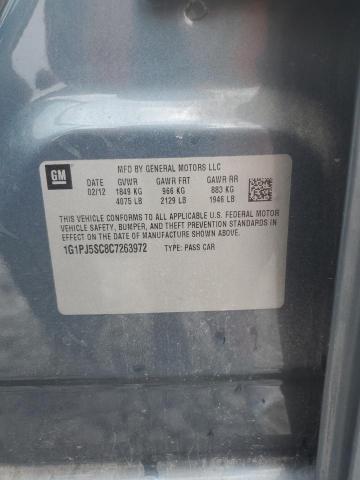 GM
MFD BY GENERAL MOTORS LLC
DATE GVWR GAWR FRT GAWR RR
02/12 1849 KG 966 KG 883 KG
4075 LB 2129 LB 1946 LB
THIS VEHICLE CONFORMS TO ALL APPLICABLE U.S. FEDERAL MOTOR
VEHICLE SAFETY, BUMPER, AND THEFT PREVENTION STANDARDS IN
EFFECT ON THE DATE OF MANUFACTURE SHOWN ABOVE.
1G1PJ5SC8C7263972 TYPE: PASS CAR